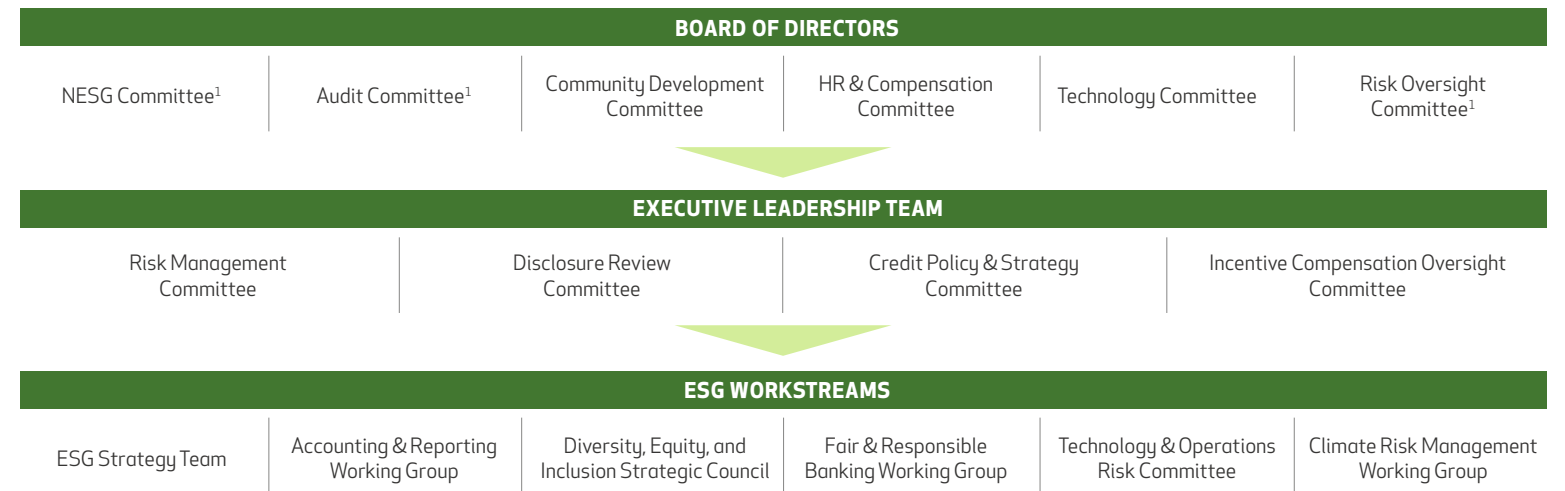 BOARD OF DIRECTORS
NESG Committee¹
Audit Committee¹
Community Development
Committee
HR & Compensation
Committee
Technology Committee
Risk Oversight
Committee¹
EXECUTIVE LEADERSHIP TEAM
Risk Management
Committee
Disclosure Review
Committee
Credit Policy & Strategy
Committee
Incentive Compensation Oversight
Committee
ESG WORKSTREAMS
ESG Strategy Team
Accounting & Reporting
Working Group
Diversity, Equity, and
Inclusion Strategic Council
Fair & Responsible
Banking Working Group
Technology & Operations
Risk Committee
Climate Risk Management
Working Group